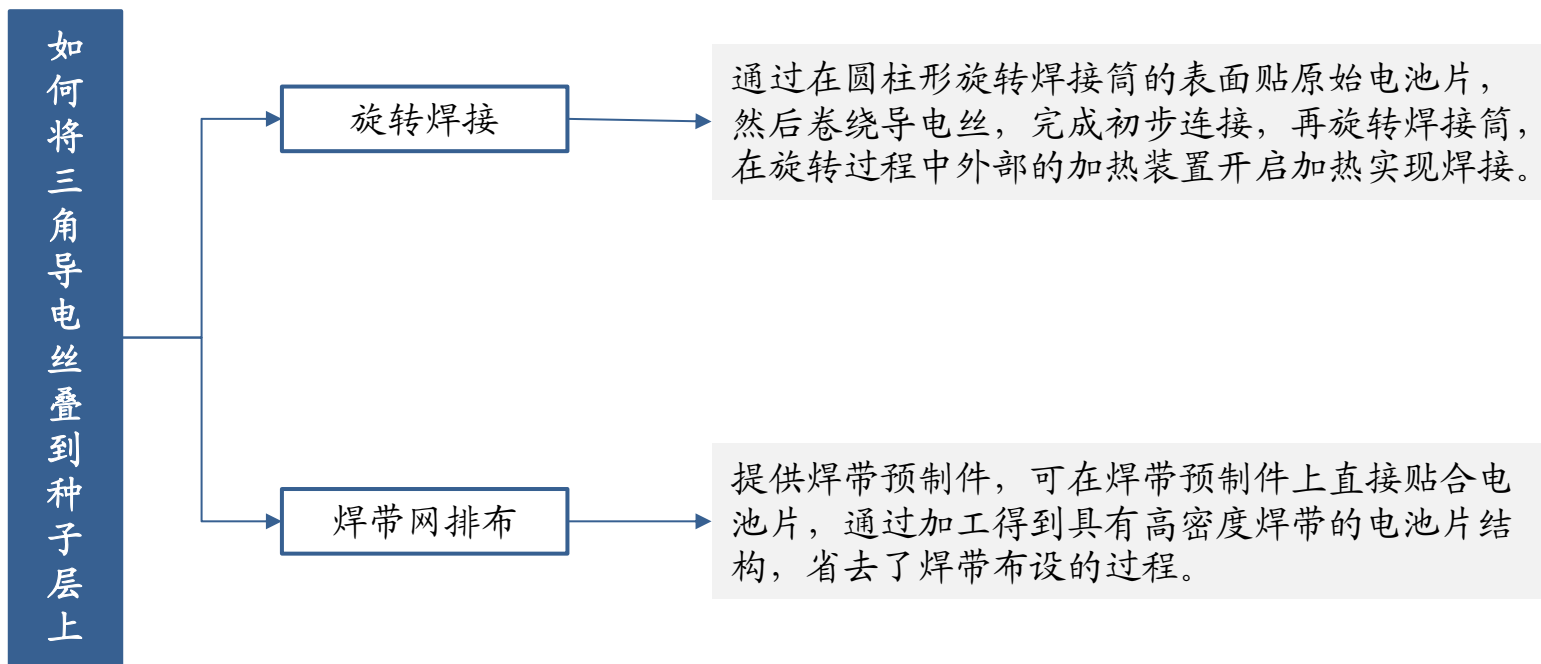 如何将三角导电丝叠到种子层上
旋转焊接
通过在圆柱形旋转焊接筒的表面贴原始电池片，
然后卷绕导电丝，完成初步连接，再旋转焊接筒，
在旋转过程中外部的加热装置开启加热实现焊接。
焊带网排布
提供焊带预制件，可在焊带预制件上直接贴合电
池片，通过加工得到具有高密度焊带的电池片结
构，省去了焊带布设的过程。